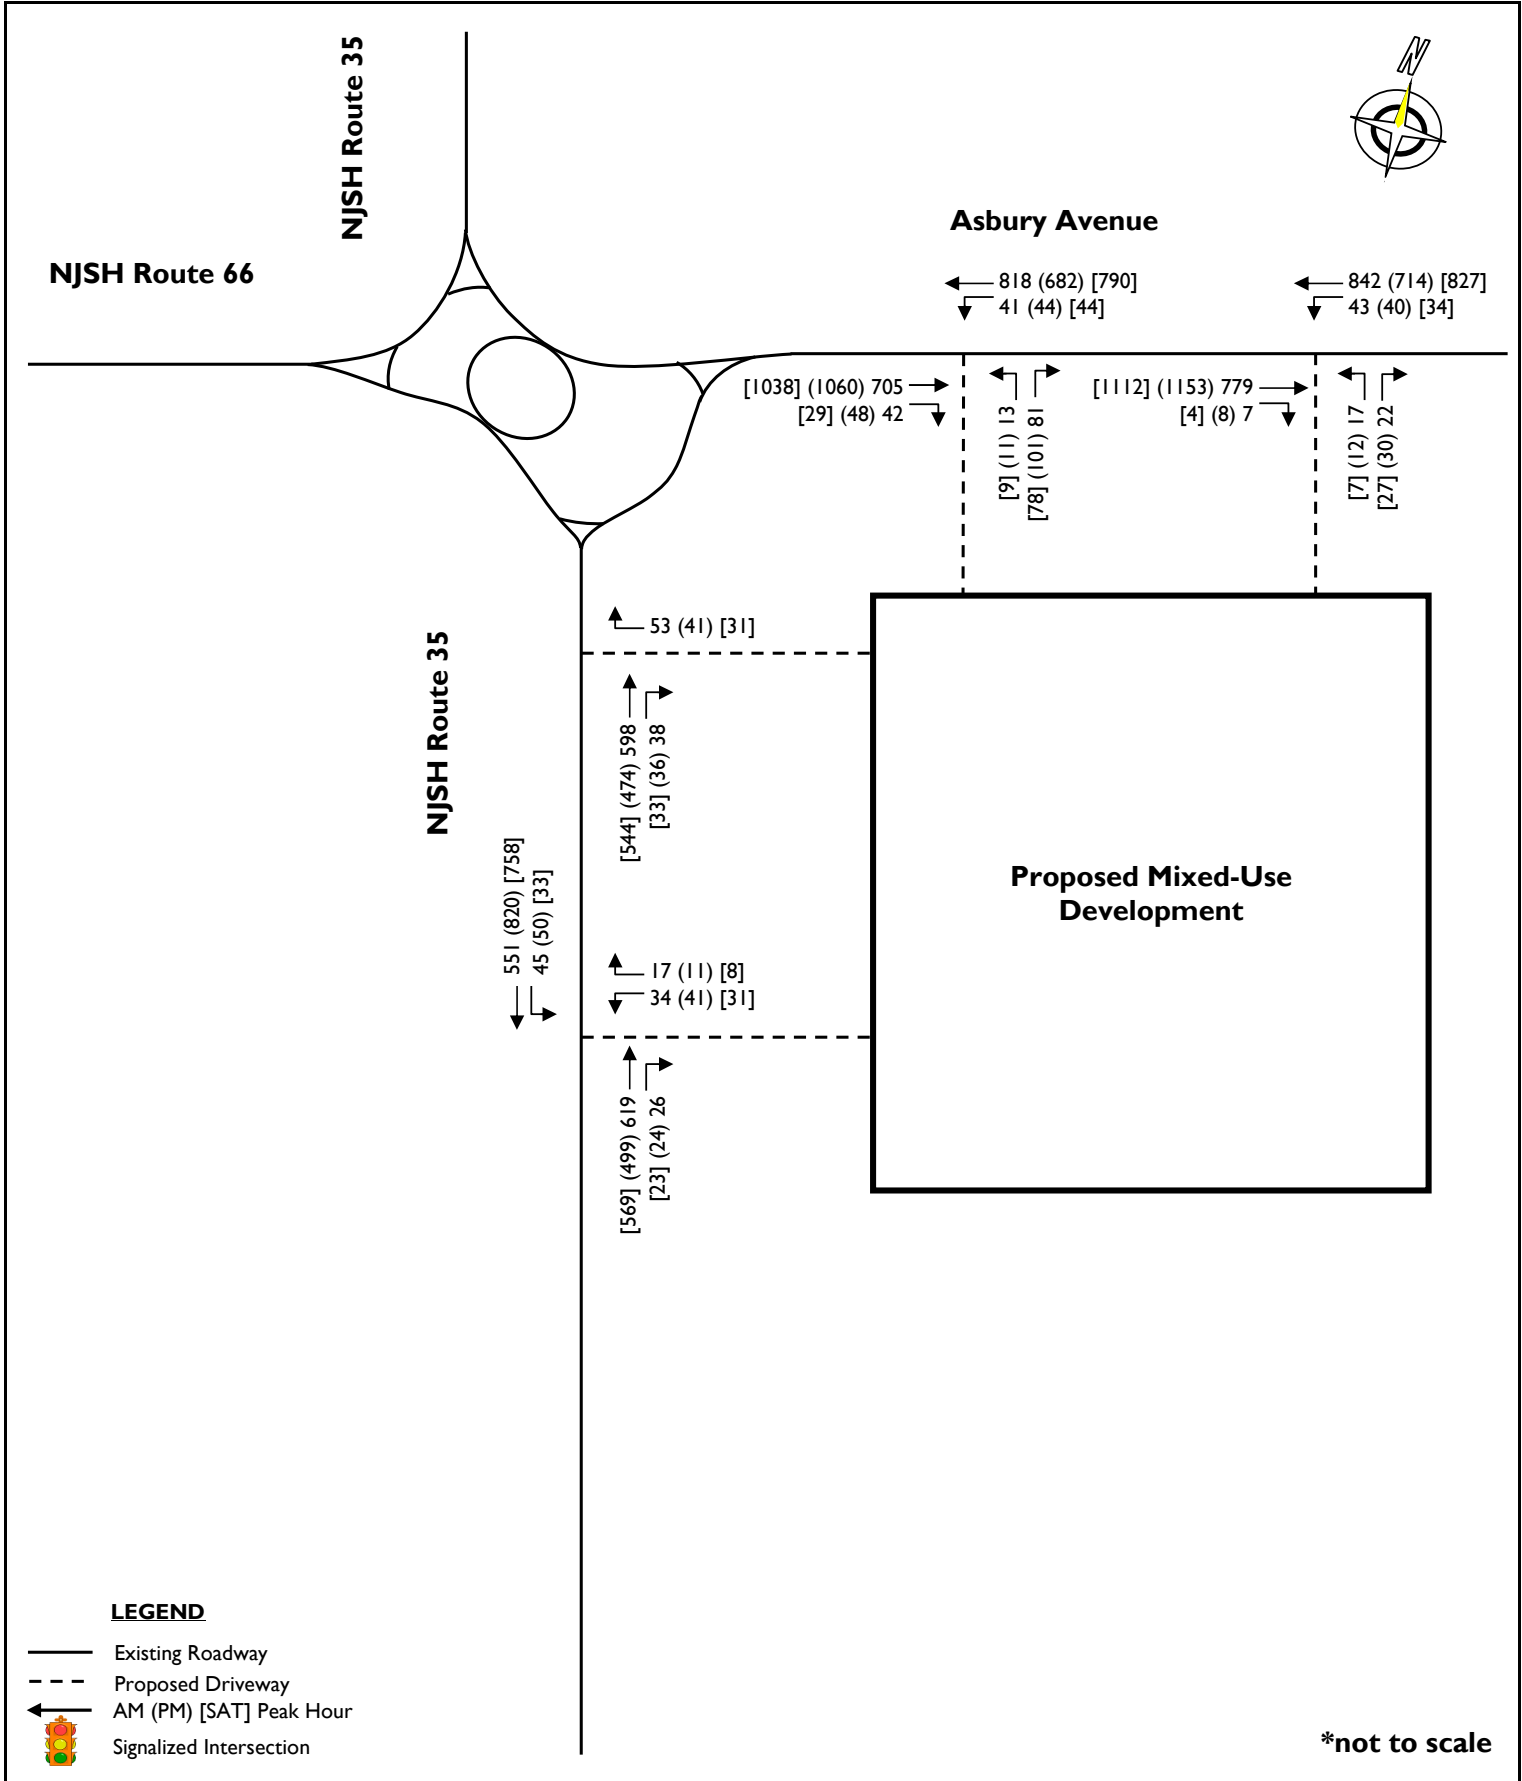 NJSH Route 35
N
Asbury Avenue
NJSH Route 66
818 (682) [790]
41 (44) [44]
842 (714) [827]
43 (40) [34]
[1038] (1060) 705
[29] (48) 42
[9] (11) 13
[78] (101) 81
[1112] (1153) 779
[4] (8) 7
[7] (12) 17
[27] (30) 22
53 (41) [31]
NJSH Route 35
[544] (474) 598
[33] (36) 38
551 (820) [758]
45 (50) [33]
Proposed Mixed-Use
Development
17 (11) [8]
34 (41) [31]
[569] (499) 619
[23] (24) 26
LEGEND
Existing Roadway
Proposed Driveway
AM (PM) [SAT] Peak Hour
Signalized Intersection
*not to scale